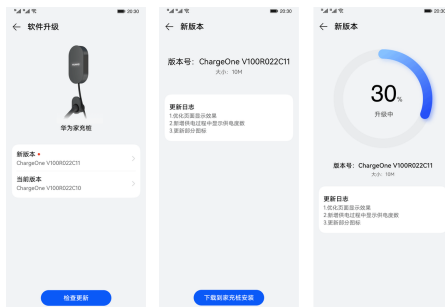 20:30
← 软件升级
华为家充桩
新版本
ChargeOne V100R022C11
当前版本
ChargeOne V100R022C10
检查更新
20:30
← 新版本
版本号：ChargeOne V100R022C11
大小：10M
更新日志
1.优化页面显示效果
2.新增供电过程中显示供电度数
3.更新部分图标
下载到家充桩安装
20:30
← 新版本
30%
升级中
版本号：ChargeOne V100R022C11
大小：10M
更新日志
1.优化页面显示效果
2.新增供电过程中显示供电度数
3.更新部分图标